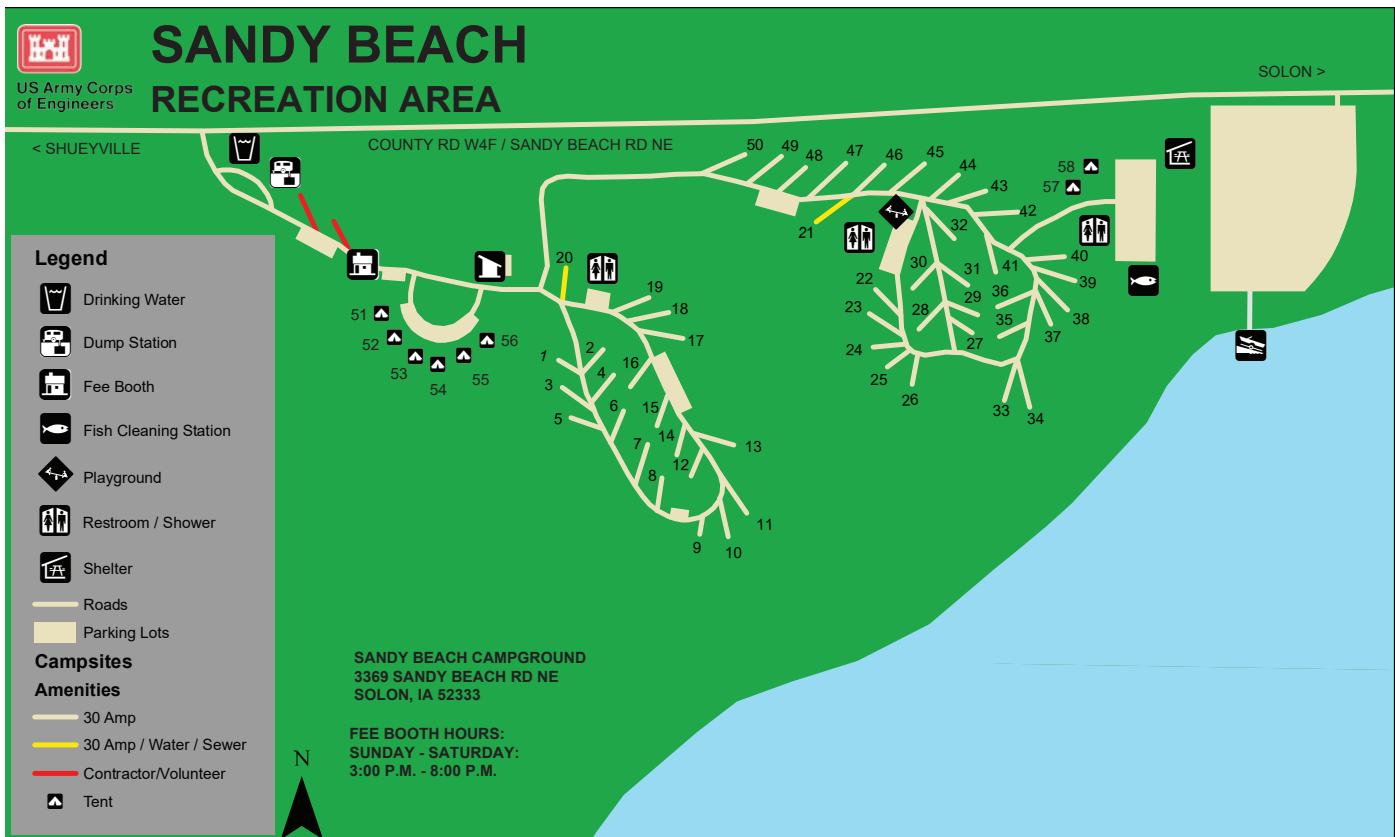 SANDY BEACH
RECREATION AREA
US Army Corps
of Engineers
SOLON >
< SHUEYVILLE
COUNTY RD W4F / SANDY BEACH RD NE
50
49
48
47
46
45
44
43
42
58
57
21
32
20
30
31
41
40
39
22
36
29
38
19
18
17
23
28
35
37
27
24
25
26
33
34
51
52
53
54
55
56
1
2
3
4
16
5
6
15
7
14
13
8
12
11
9
10
Legend
Drinking Water
Dump Station
Fee Booth
Fish Cleaning Station
Playground
Restroom / Shower
Shelter
Roads
Parking Lots
Campsites
Amenities
30 Amp
30 Amp / Water / Sewer
Contractor/Volunteer
Tent
SANDY BEACH CAMPGROUND
3369 SANDY BEACH RD NE
SOLON, IA 52333
FEE BOOTH HOURS:
SUNDAY - SATURDAY:
3:00 P.M. - 8:00 P.M.
N